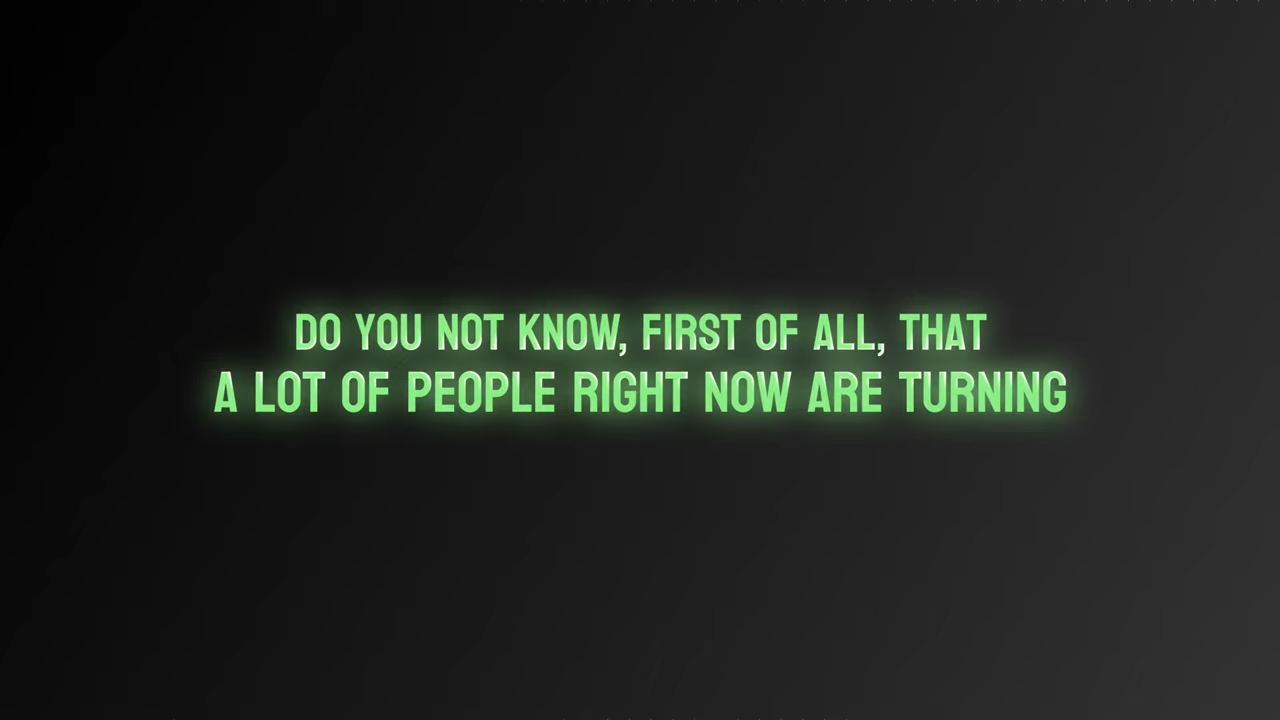 DO YOU NOT KNOW, FIRST OF ALL, THAT
A LOT OF PEOPLE RIGHT NOW ARE TURNING